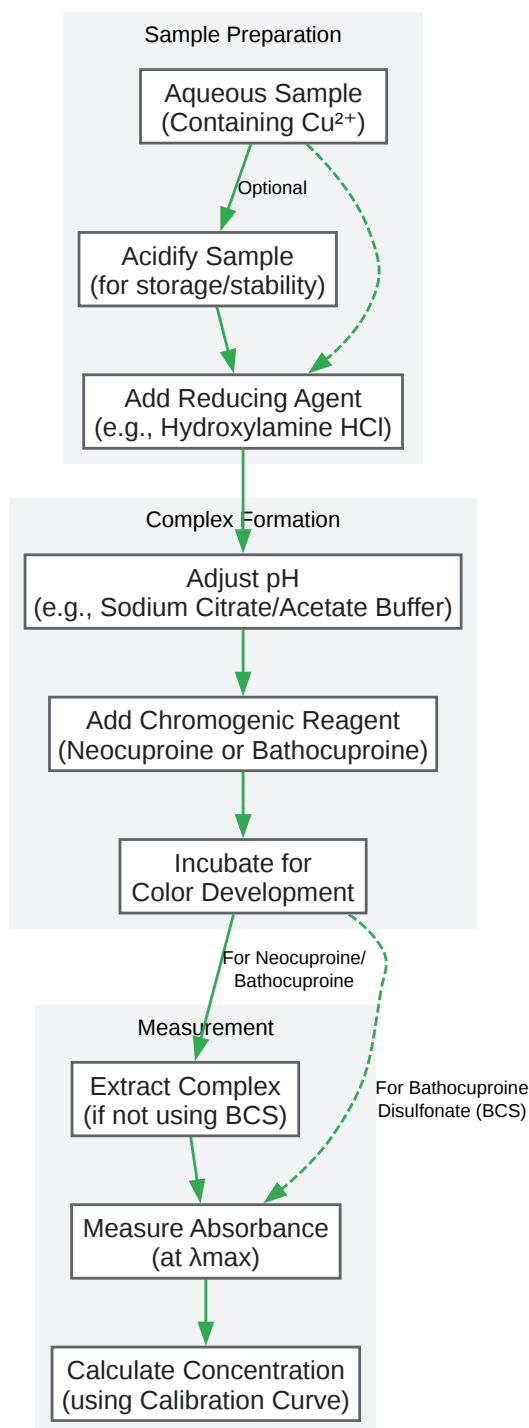 Sample Preparation
Aqueous Sample
(Containing Cu²⁺)
Optional
Acidify Sample
(for storage/stability)
Add Reducing Agent
(e.g., Hydroxylamine HCl)
Complex Formation
Adjust pH
(e.g., Sodium Citrate/Acetate Buffer)
Add Chromogenic Reagent
(Neocuproine or Bathocuproine)
Incubate for
Color Development
For Neocuproine/
Bathocuproine
Measurement
Extract Complex
(if not using BCS)
For Bathocuproine
Disulfonate (BCS)
Measure Absorbance
(at λmax)
Calculate Concentration
(using Calibration Curve)